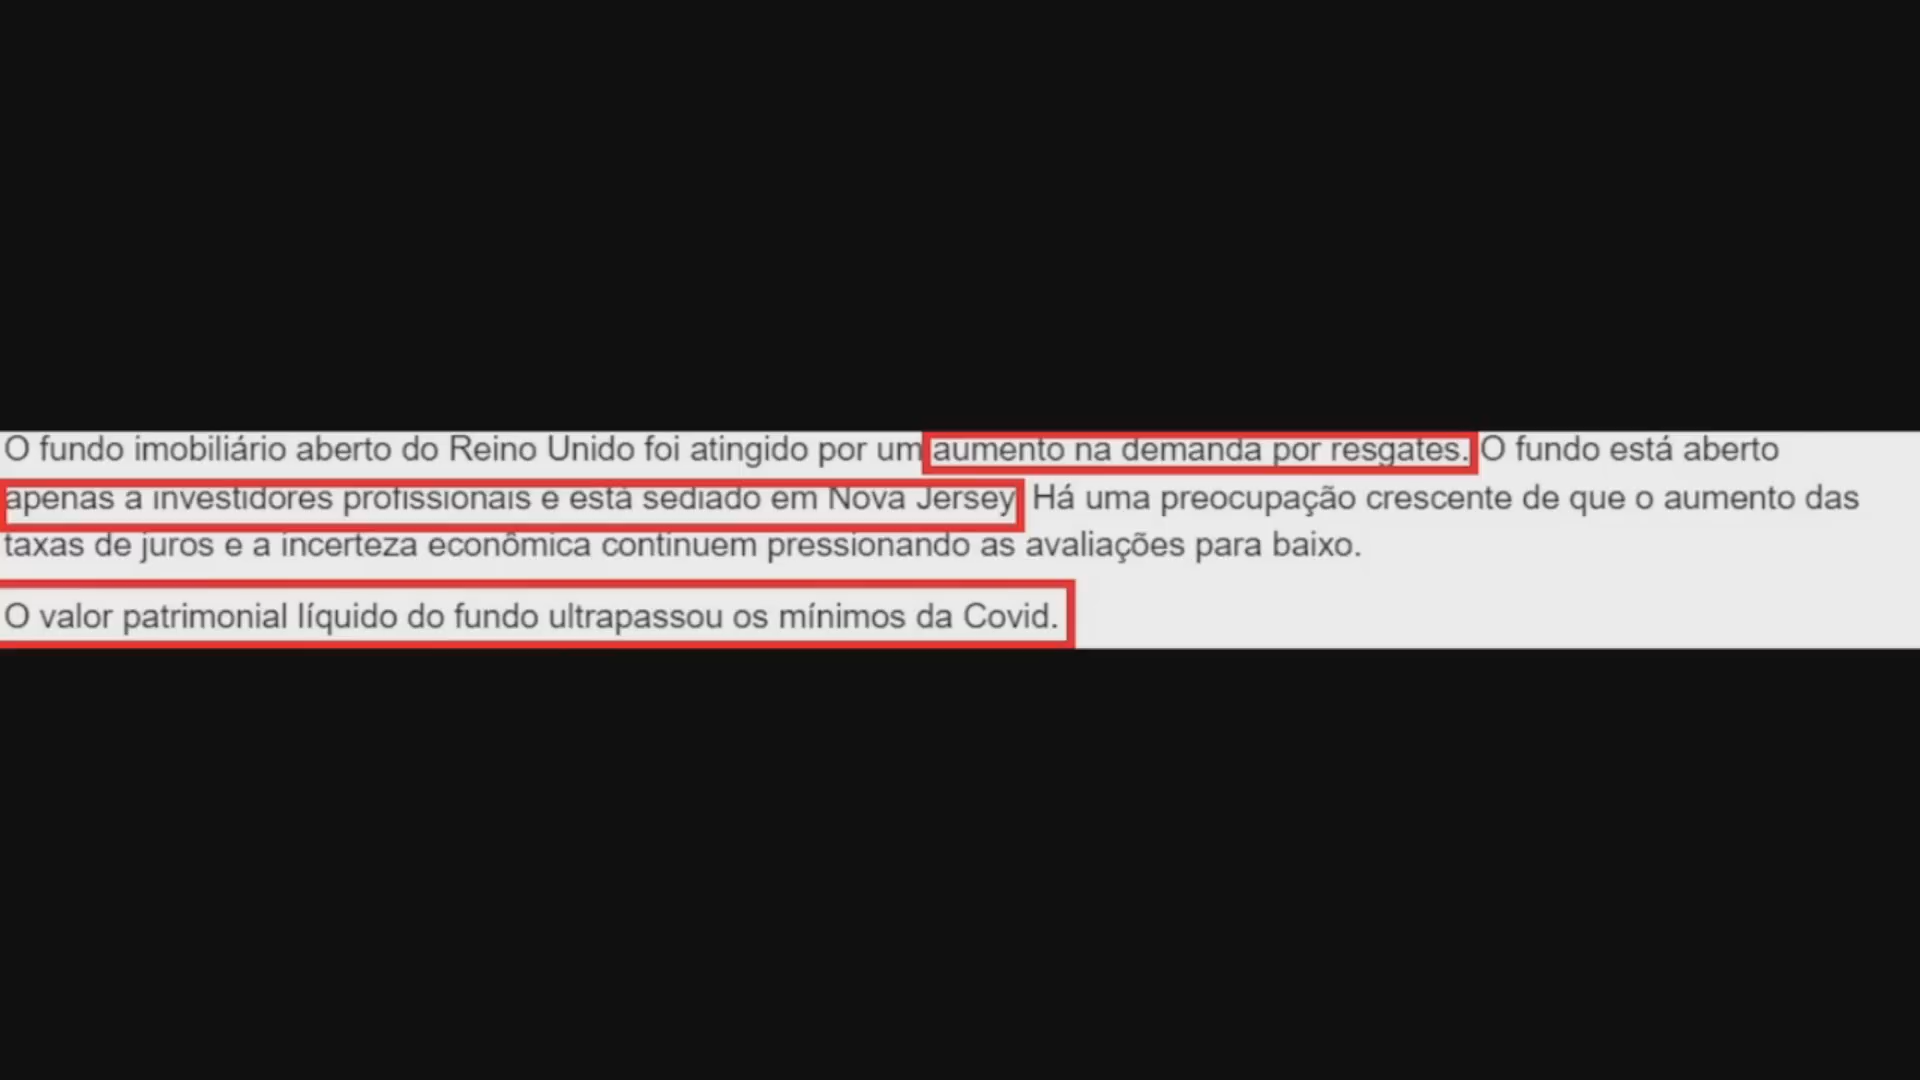 O fundo imobiliário aberto do Reino Unido foi atingido por um aumento na demanda por resgates. O fundo está aberto
apenas a investidores profissionais e está sediado em Nova Jersey Há uma preocupação crescente de que o aumento das
taxas de juros e a incerteza econômica continuem pressionando as avaliações para baixo.
O valor patrimonial líquido do fundo ultrapassou os mínimos da Covid.